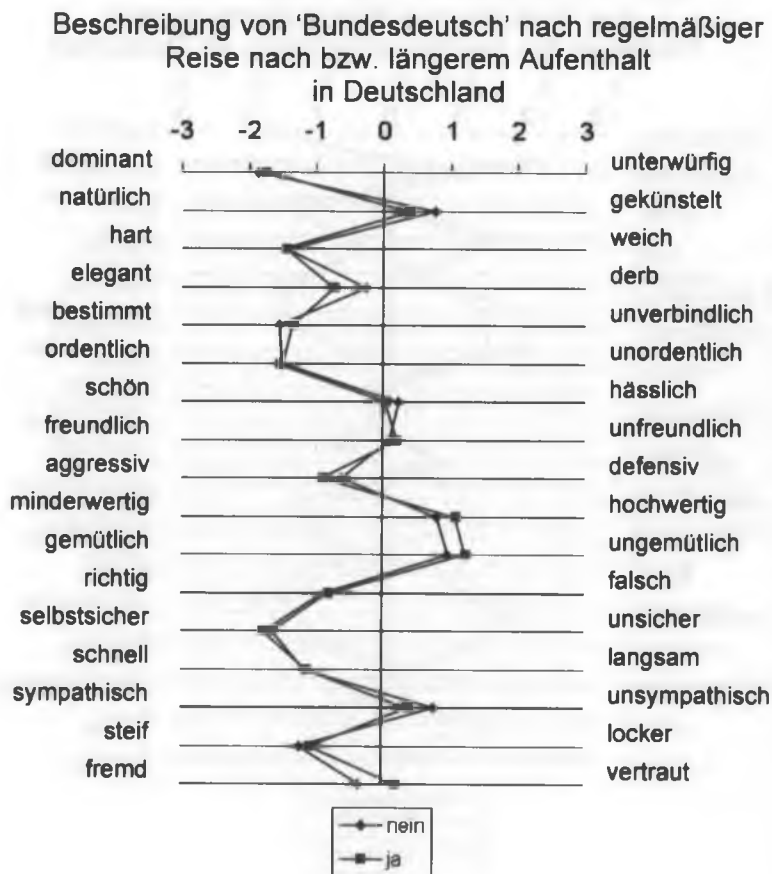 Beschreibung von 'Bundesdeutsch' nach regelmäßiger
Reise nach bzw. längerem Aufenthalt
in Deutschland
-3 -2 -1 0 1 2 3
dominant unterwürfig
natürlich gekünstelt
hart weich
elegant derb
bestimmt unverbindlich
ordentlich unordentlich
schön hässlich
freundlich unfreundlich
aggressiv defensiv
minderwertig hochwertig
gemütlich ungemütlich
richtig falsch
selbstsicher unsicher
schnell langsam
sympathisch unsympathisch
steif locker
fremd vertraut
nein
ja